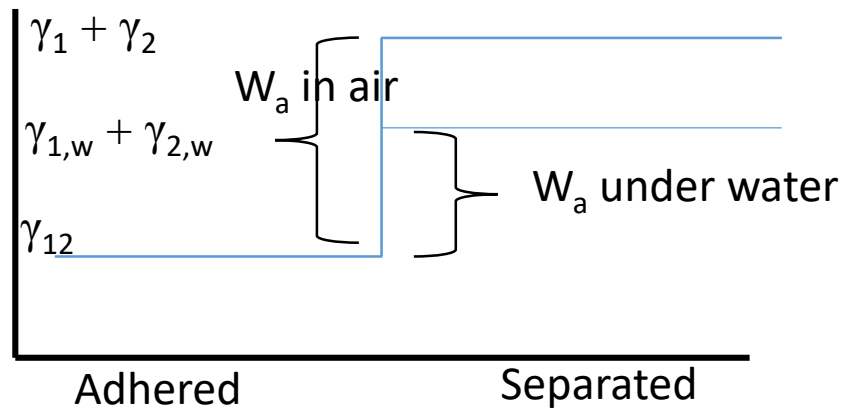 γ₁ + γ₂
Wₐ in air
γ₁,w + γ₂,w
Wₐ under water
γ₁₂
Adhered
Separated